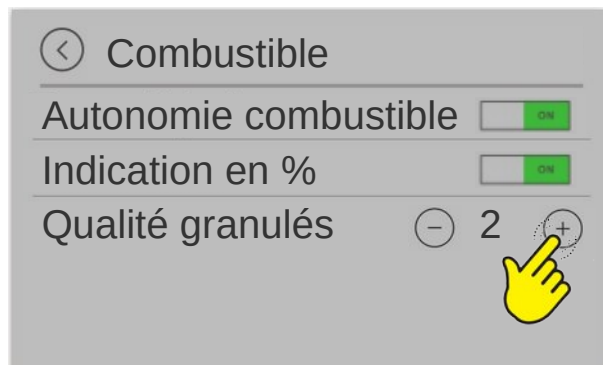 Combustible
Autonomie combustible ON
Indication en % ON
Qualité granulés - 2 +